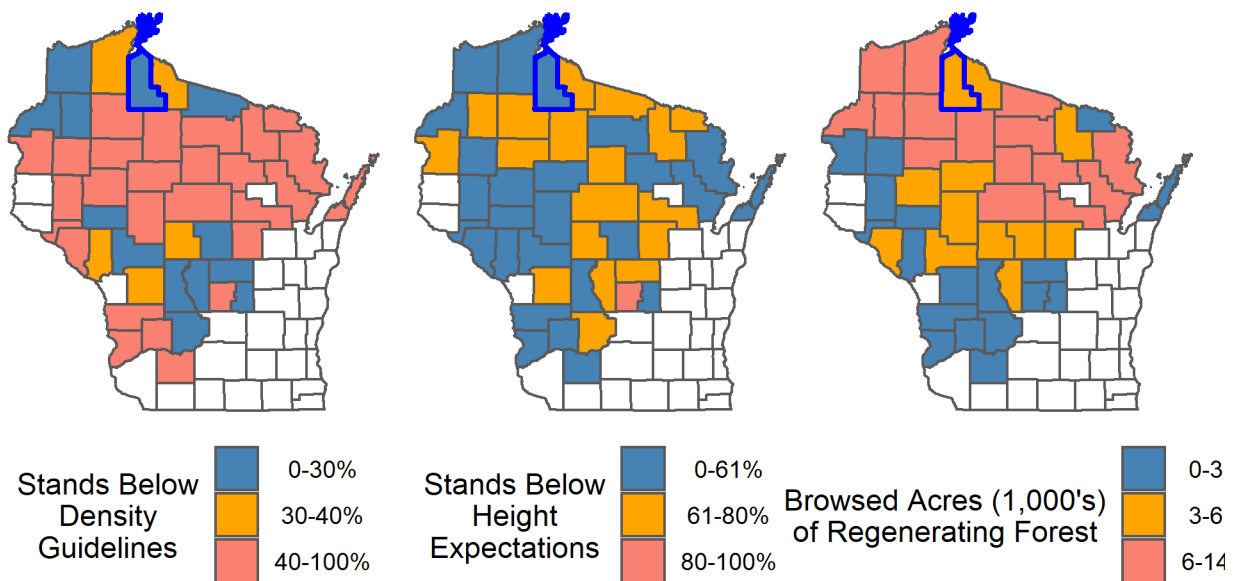 Stands Below
Density
Guidelines
0-30%
30-40%
40-100%
Stands Below
Height
Expectations
0-61%
61-80%
80-100%
Browsed Acres (1,000's)
of Regenerating Forest
0-3
3-6
6-14